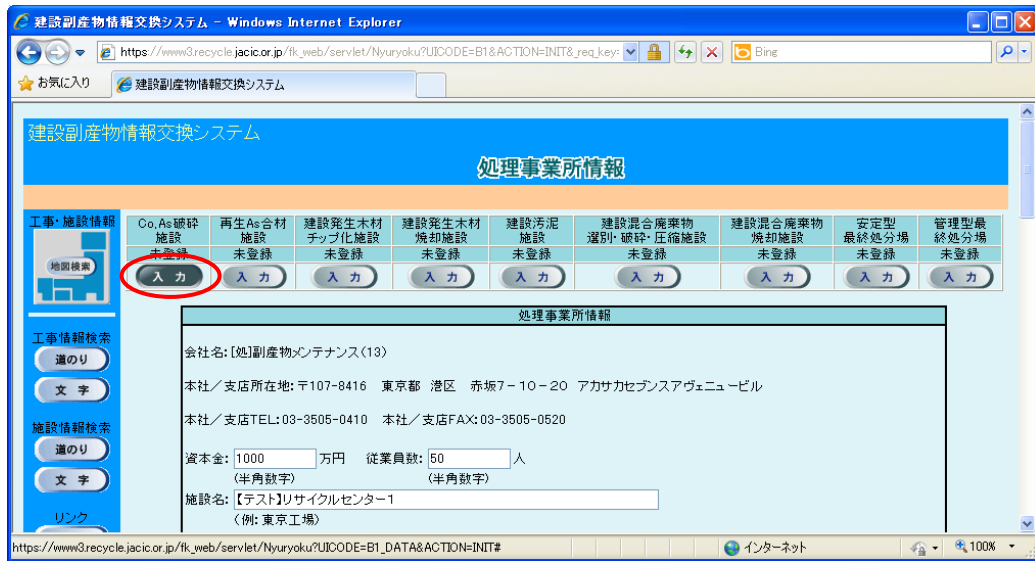 建設副産物情報交換システム - Windows Internet Explorer
https://www3.recycle.jacic.or.jp/fk_web/servlet/Nyuryoku?UICODE=B1&ACTION=INIT&_req_key=
Bing
お気に入り
建設副産物情報交換システム
建設副産物情報交換システム
処理事業所情報
工事・施設情報
地図検索
Co,As破砕施設 再生As合材施設 建設発生木材チップ化施設 建設発生木材焼却施設 建設汚泥施設 建設混合廃棄物選別・破砕・圧縮施設 建設混合廃棄物焼却施設 安定型最終処分場 管理型最終処分場
未登録 未登録 未登録 未登録 未登録 未登録 未登録 未登録 未登録
入力 入力 入力 入力 入力 入力 入力 入力 入力
処理事業所情報
工事情報検索
道のり
文字
施設情報検索
道のり
文字
リンク
会社名:[処]副産物メンテナンス(13)
本社/支店所在地:〒107-8416 東京都 港区 赤坂7-10-20 アカサカセブンスアヴェニュービル
本社/支店TEL:03-3505-0410 本社/支店FAX:03-3505-0520
資本金: 1000 万円 従業員数: 50 人
(半角数字) (半角数字)
施設名:【テスト】リサイクルセンター1
(例:東京工場)
https://www3.recycle.jacic.or.jp/fk_web/servlet/Nyuryoku?UICODE=B1_DATA&ACTION=INIT#
インターネット
100%